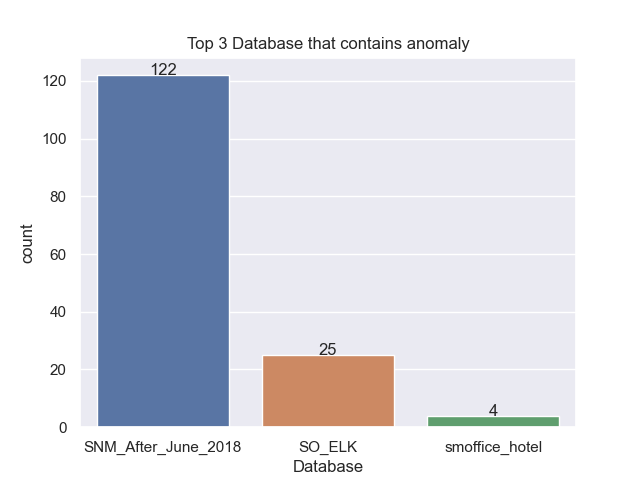 Top 3 Database that contains anomaly
122
120
100
80
60
40
20
0
25
4
count
SNM_After_June_2018
SO_ELK
smoffice_hotel
Database